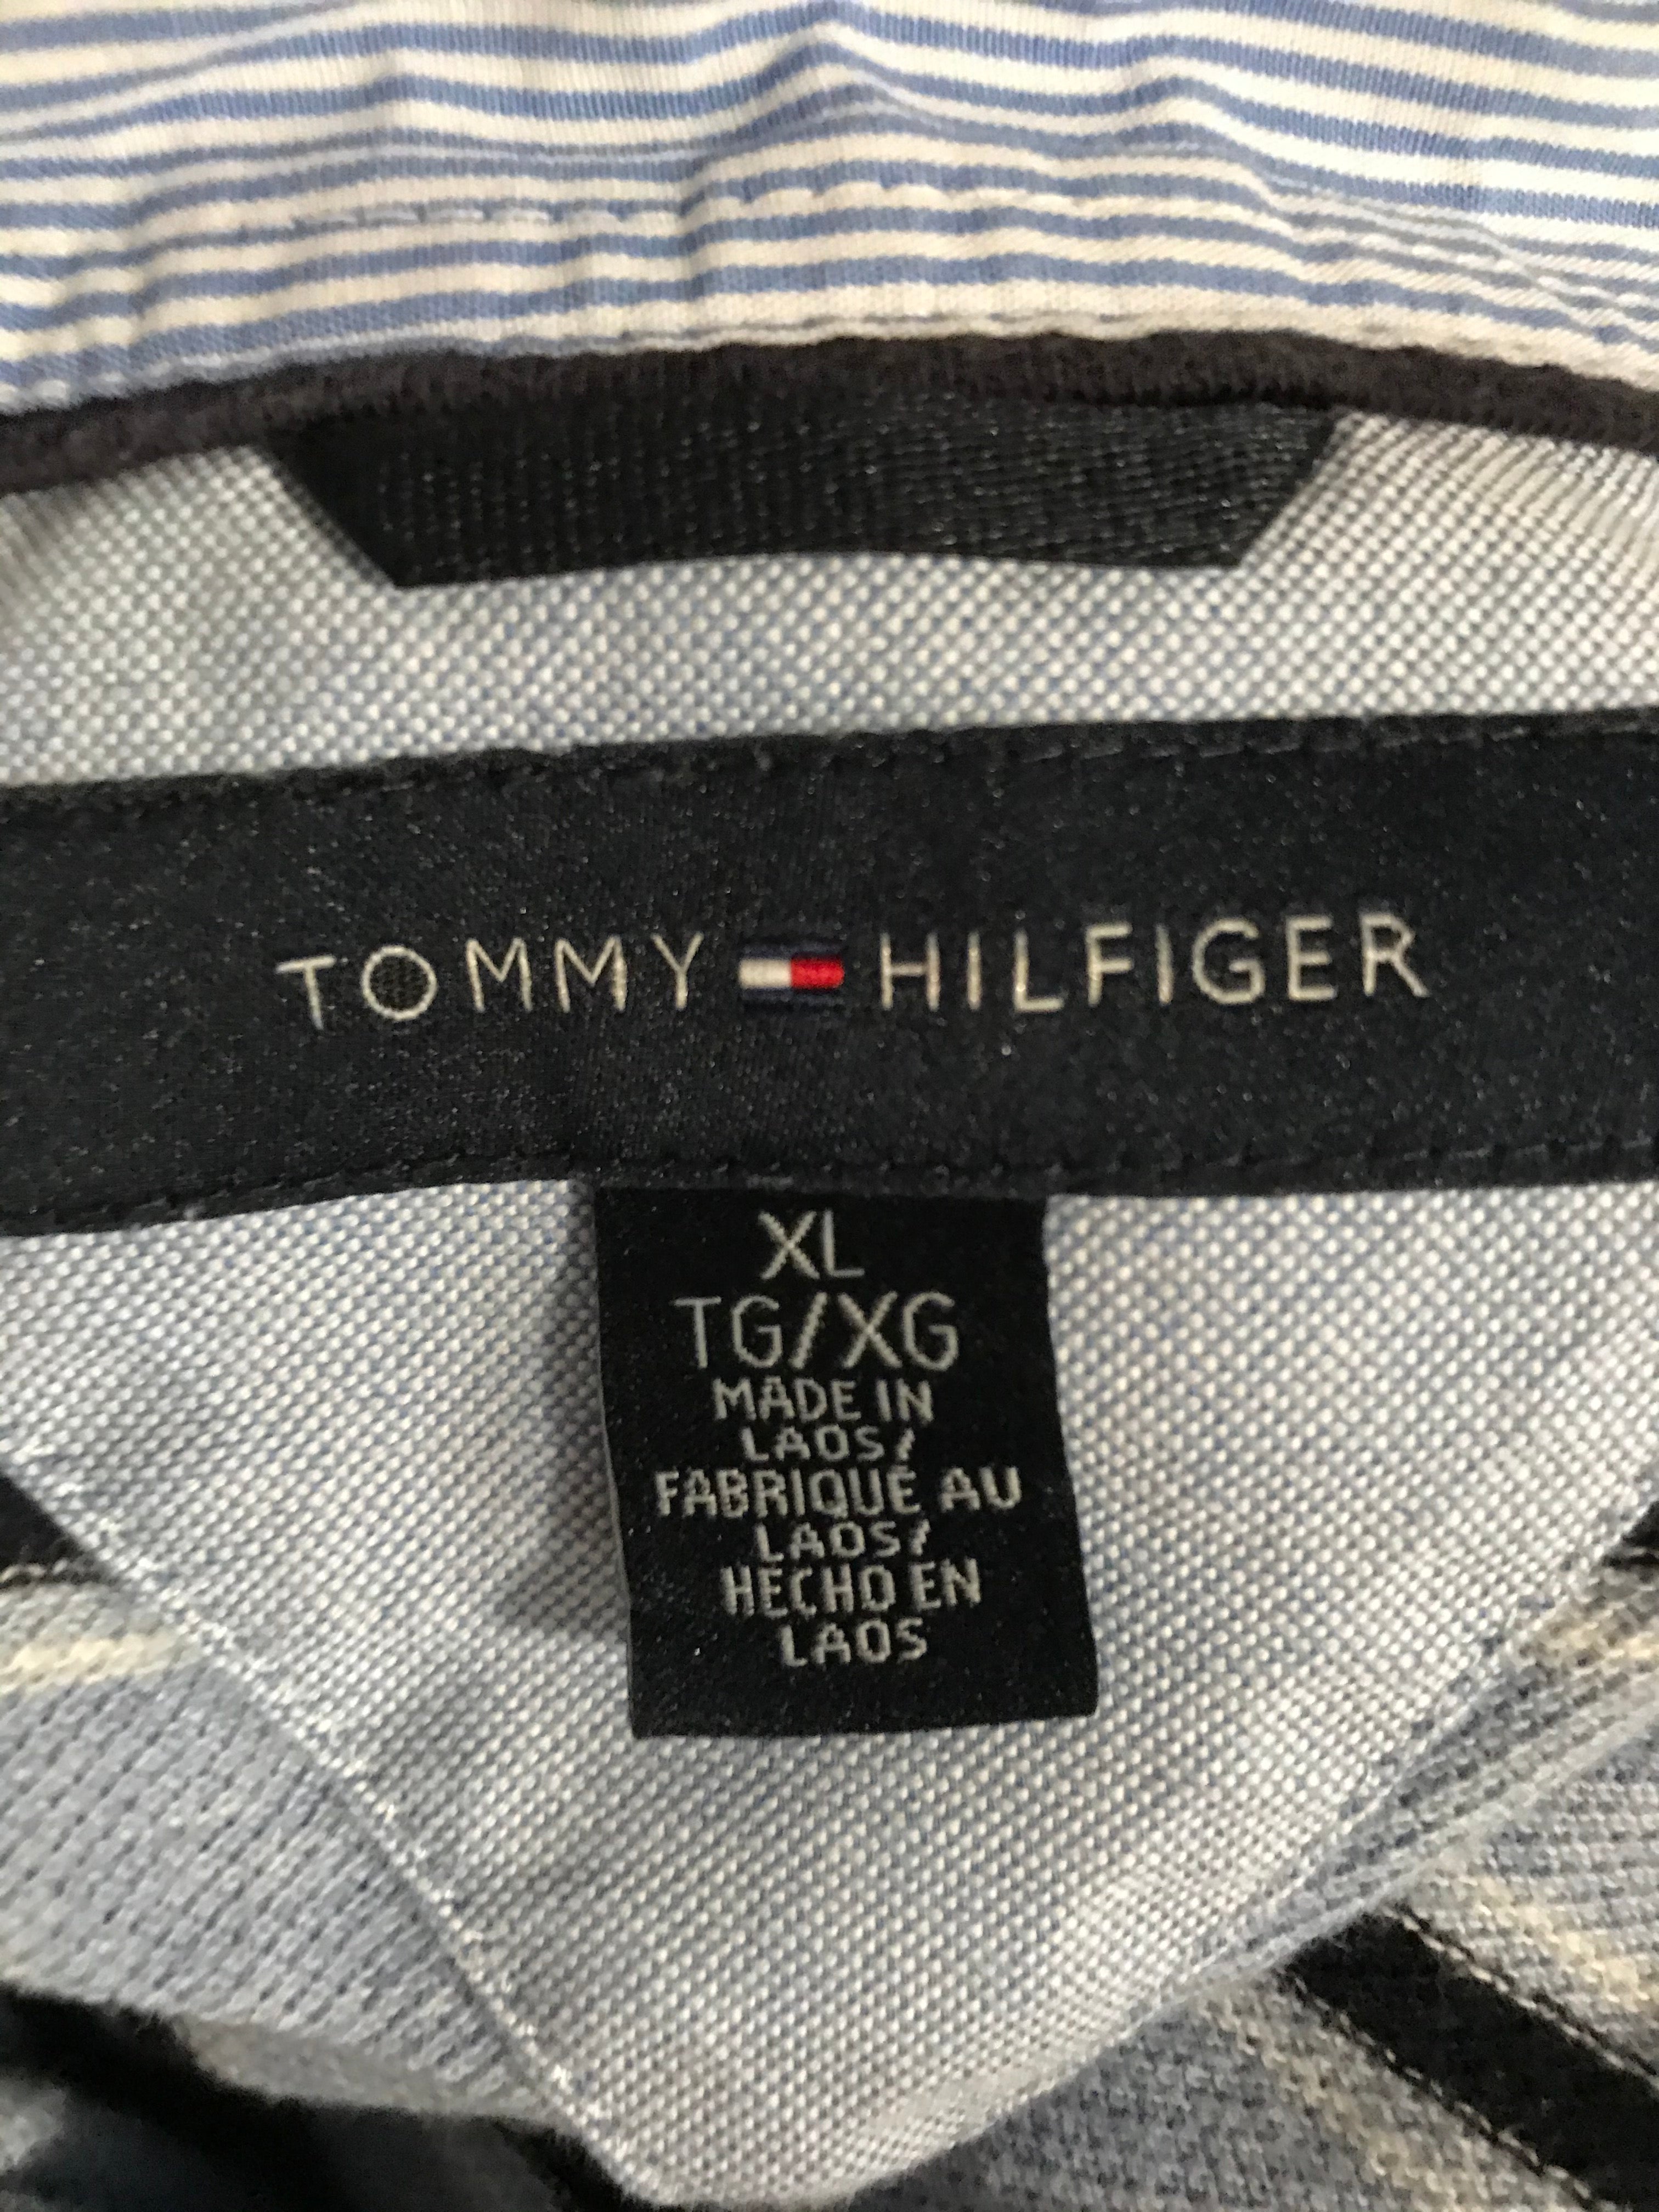 TOMMY HILFIGER
XL
TG/XG
MADE IN
LAOS/
FABRIQUÉ AU
LAOS/
HECHO EN
LAOS